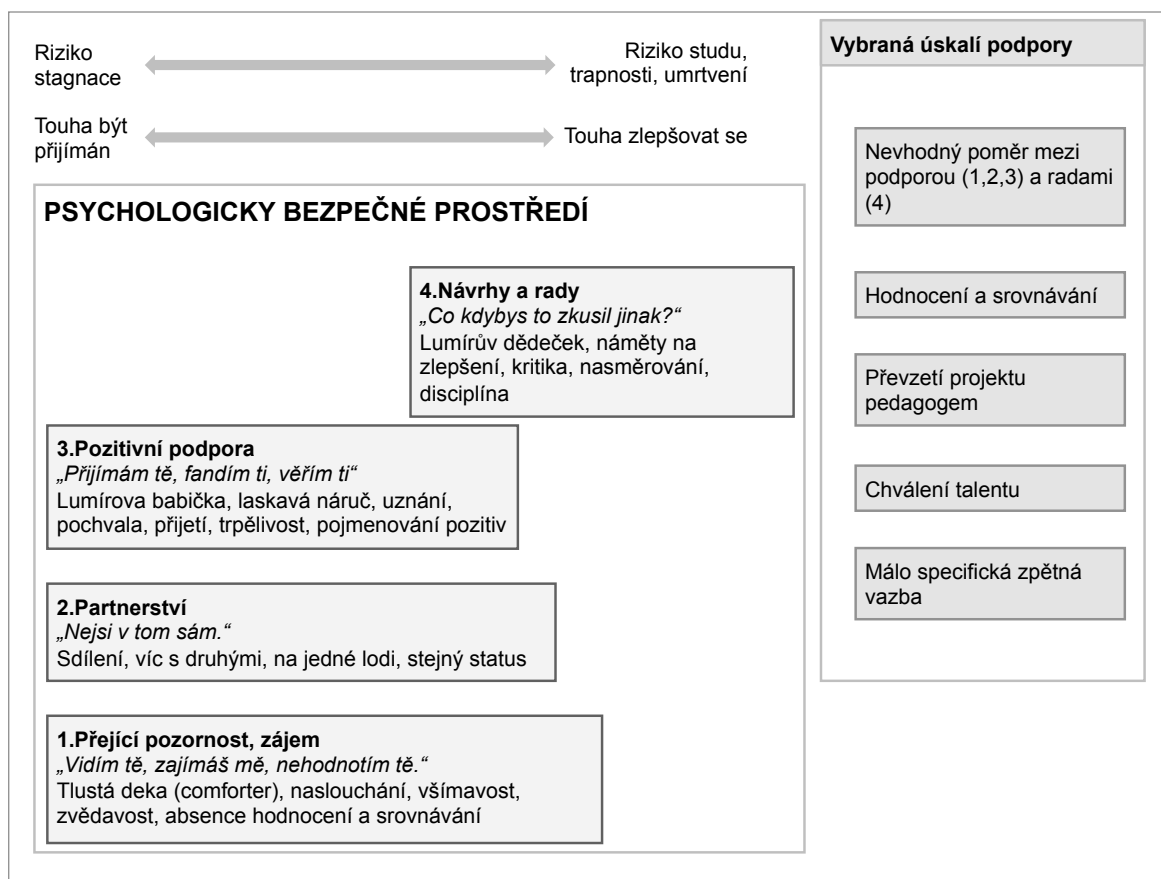 Riziko
stagnace
Riziko studu,
trapnosti, umrtvení
Touha být
přijímán
Touha zlepšovat se
PSYCHOLOGICKY BEZPEČNÉ PROSTŘEDÍ
4.Návrhy a rady
„Co kdybys to zkusil jinak?“
Lumírův dědeček, náměty na
zlepšení, kritika, nasměrování,
disciplína
3.Pozitivní podpora
„Přijímám tě, fandím ti, věřím ti“
Lumírova babička, laskavá náruč, uznání,
pochvala, přijetí, trpělivost, pojmenování pozitiv
2.Partnerství
„Nejsi v tom sám.“
Sdílení, víc s druhými, na jedné lodi, stejný status
1.Přející pozornost, zájem
„Vidím tě, zajímáš mě, nehodnotím tě.“
Tlustá deka (comforter), naslouchání, všímavost,
zvědavost, absence hodnocení a srovnávání
Vybraná úskalí podpory
Nevhodný poměr mezi
podporou (1,2,3) a radami
(4)
Hodnocení a srovnávání
Převzetí projektu
pedagogem
Chválení talentu
Málo specifická zpětná
vazba